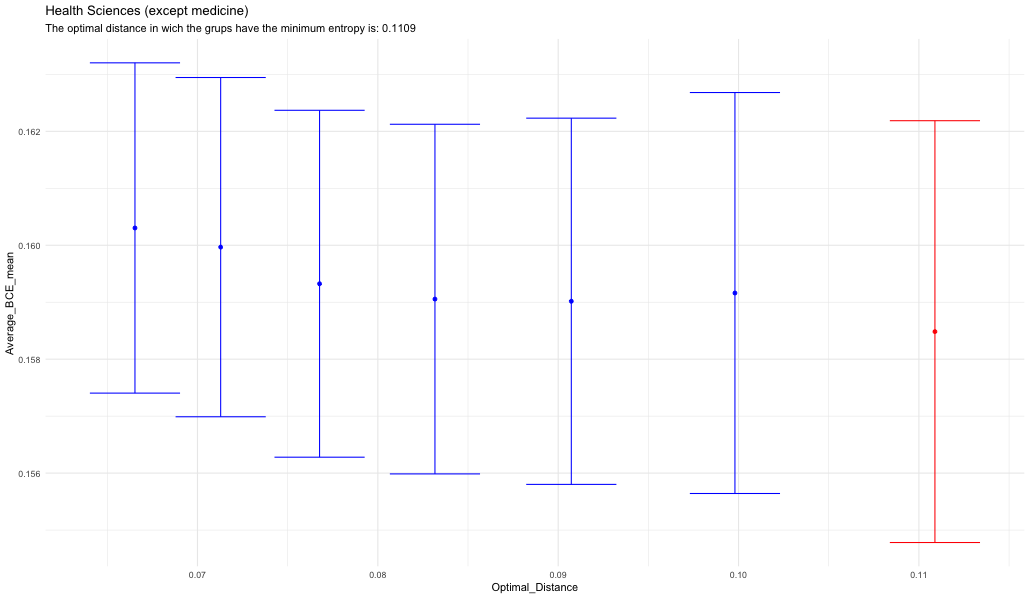 Health Sciences (except medicine)
The optimal distance in wich the grups have the minimum entropy is: 0.1109
Average_BCE_mean
0.162
0.160
0.158
0.156
0.07 0.08 0.09 0.10 0.11
Optimal_Distance